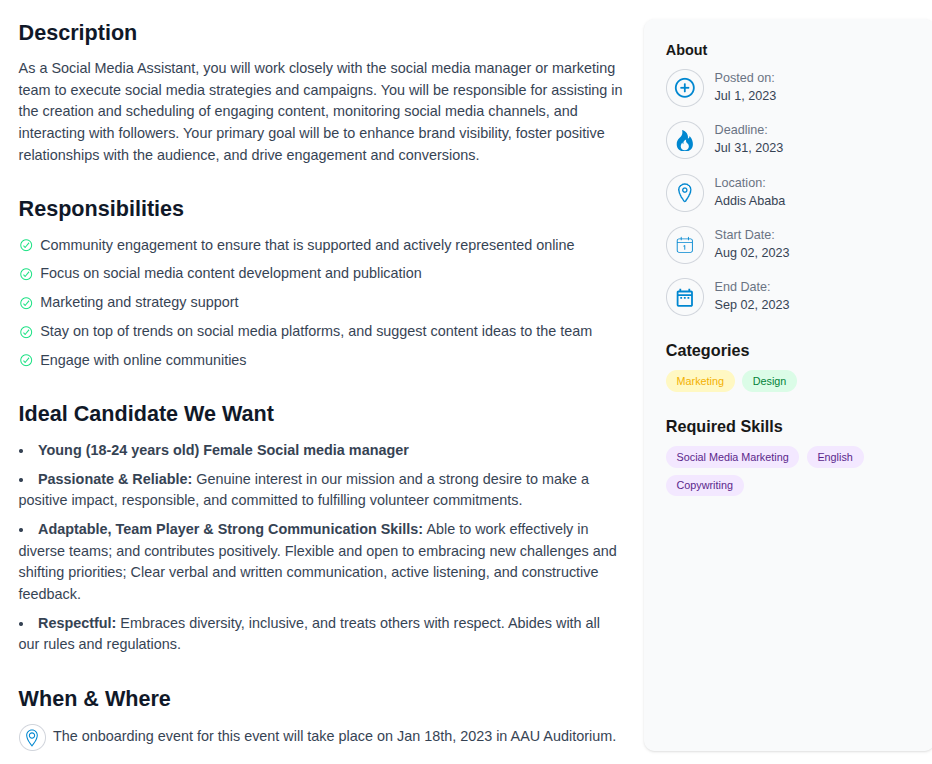 Description
As a Social Media Assistant, you will work closely with the social media manager or marketing
team to execute social media strategies and campaigns. You will be responsible for assisting in
the creation and scheduling of engaging content, monitoring social media channels, and
interacting with followers. Your primary goal will be to enhance brand visibility, foster positive
relationships with the audience, and drive engagement and conversions.
Responsibilities
Community engagement to ensure that is supported and actively represented online
Focus on social media content development and publication
Marketing and strategy support
Stay on top of trends on social media platforms, and suggest content ideas to the team
Engage with online communities
Ideal Candidate We Want
• Young (18-24 years old) Female Social media manager
• Passionate & Reliable: Genuine interest in our mission and a strong desire to make a
positive impact, responsible, and committed to fulfilling volunteer commitments.
• Adaptable, Team Player & Strong Communication Skills: Able to work effectively in
diverse teams; and contributes positively. Flexible and open to embracing new challenges and
shifting priorities; Clear verbal and written communication, active listening, and constructive
feedback.
• Respectful: Embraces diversity, inclusive, and treats others with respect. Abides with all
our rules and regulations.
When & Where
The onboarding event for this event will take place on Jan 18th, 2023 in AAU Auditorium.
About
Posted on:
Jul 1, 2023
Deadline:
Jul 31, 2023
Location:
Addis Ababa
1
Start Date:
Aug 02, 2023
End Date:
Sep 02, 2023
Categories
Marketing Design
Required Skills
Social Media Marketing English
Copywriting